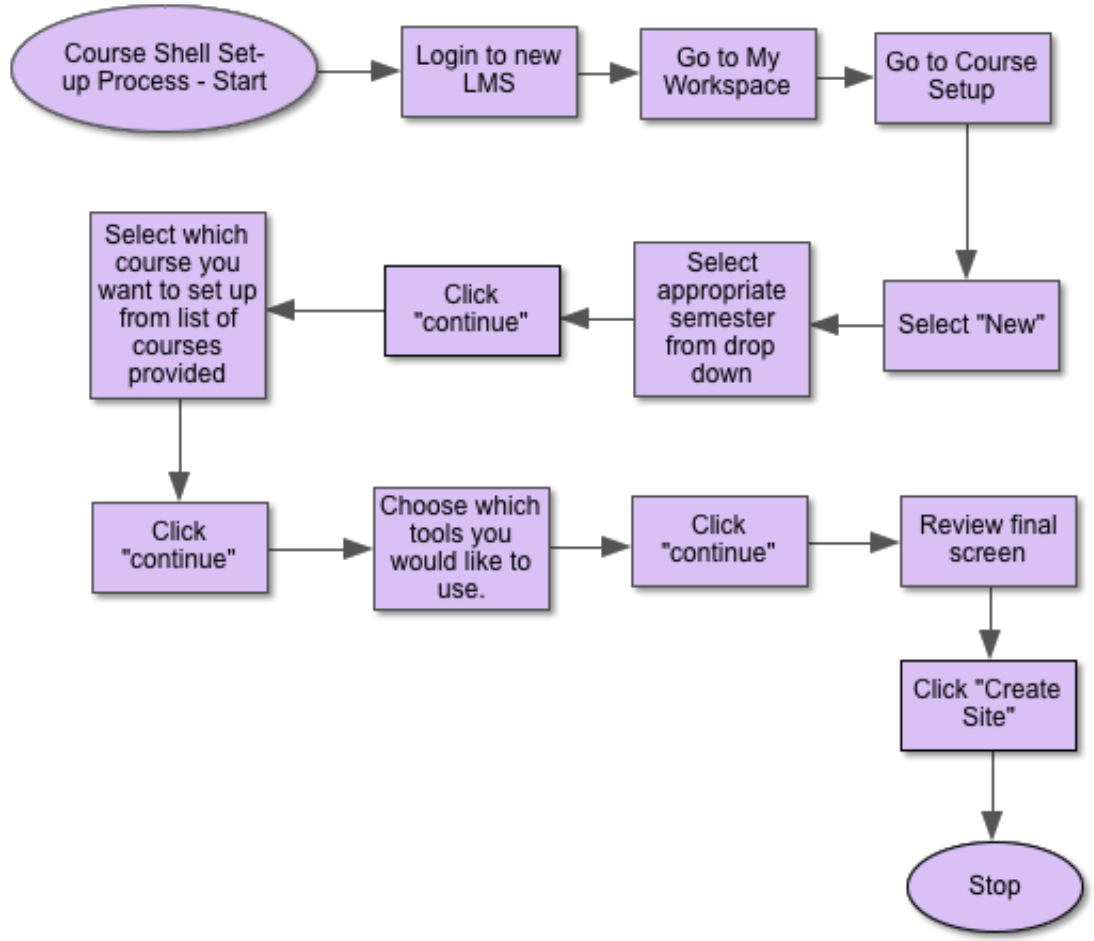 Course Shell Set-
up Process - Start
Login to new
LMS
Go to My
Workspace
Go to Course
Setup
Select "New"
Select
appropriate
semester
from drop
down
Click
"continue"
Select which
course you
want to set up
from list of
courses
provided
Click
"continue"
Choose which
tools you
would like to
use.
Click
"continue"
Review final
screen
Click "Create
Site"
Stop